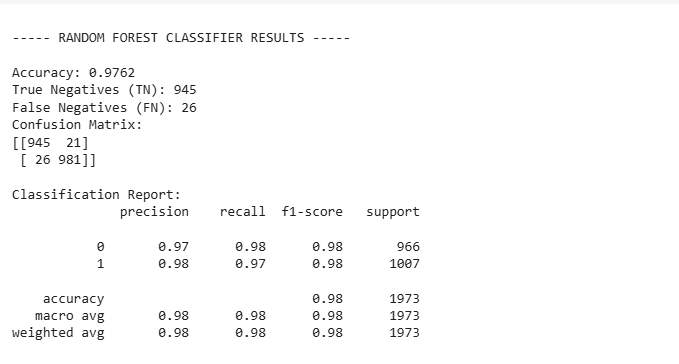 ----- RANDOM FOREST CLASSIFIER RESULTS -----
Accuracy: 0.9762
True Negatives (TN): 945
False Negatives (FN): 26
Confusion Matrix:
[[945  21]
 [ 26 981]]
Classification Report:
              precision    recall  f1-score   support
           0       0.97      0.98      0.98       966
           1       0.98      0.97      0.98      1007
    accuracy                           0.98      1973
   macro avg       0.98      0.98      0.98      1973
weighted avg       0.98      0.98      0.98      1973